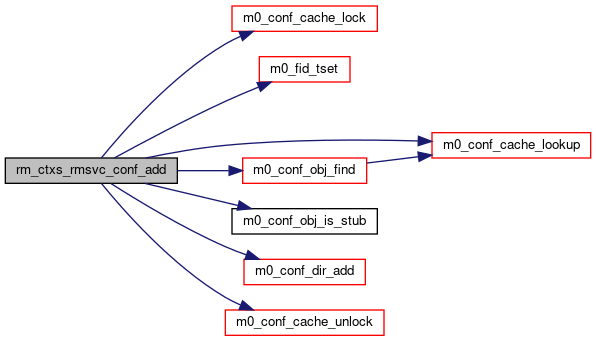 m0_conf_cache_lock
m0_fid_tset
m0_conf_cache_lookup
rm_ctxs_rmsvc_conf_add
m0_conf_obj_find
m0_conf_obj_is_stub
m0_conf_dir_add
m0_conf_cache_unlock